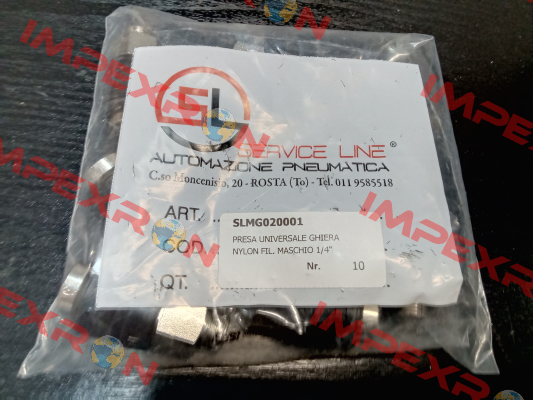 SL
SERVICE LINE®
AUTOMAZIONE PNEUMATICA
C.so Moncenisio, 20 - ROSTA (To) - Tel. 011 9585518
ART.
SLMG020001
COD
PRESA UNIVERSALE GHIERA
NYLON FIL. MASCHIO 1/4"
QT.
Nr. 10
IMPEXRON
IMPEXRON
IMPEXRON
IMPEXRON